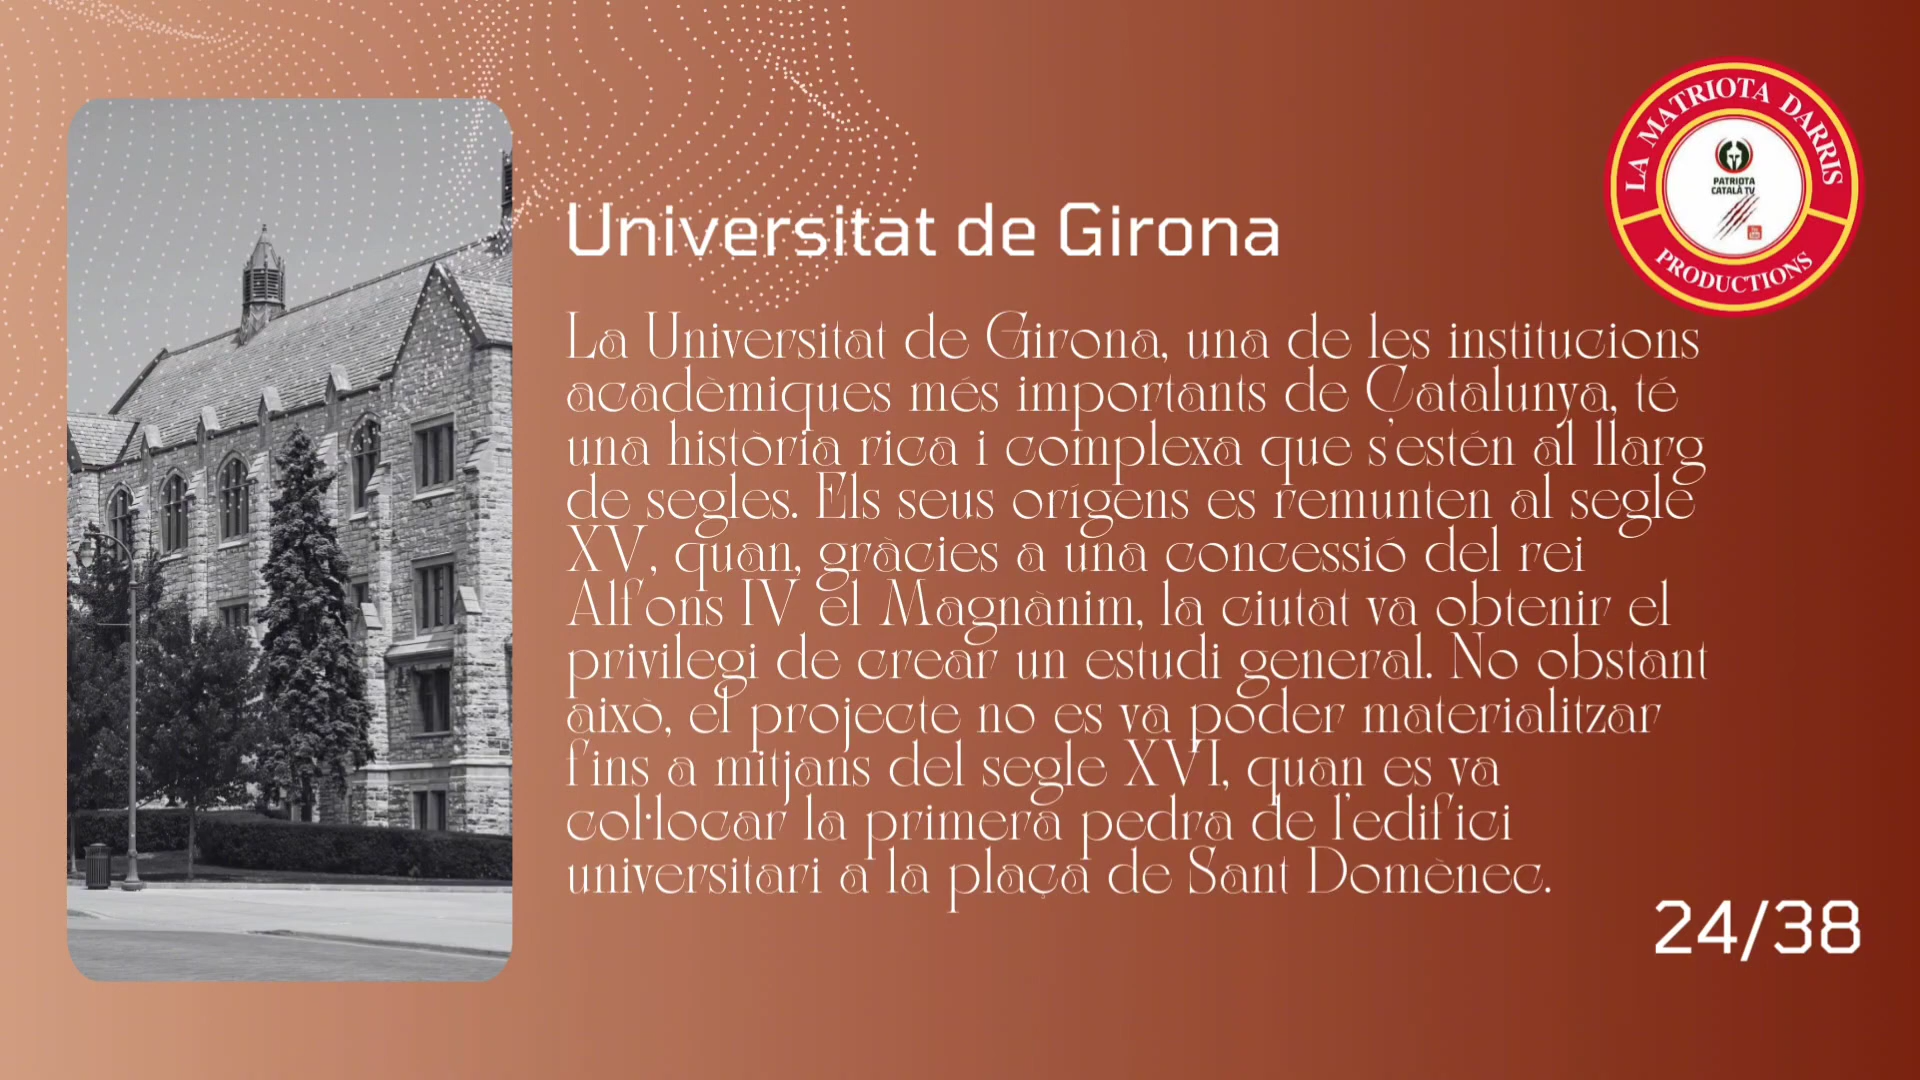 LA MATRIOTA DARRIS
PATRIOTA
CATALÀ TV
PRODUCTIONS
Universitat de Girona
La Universitat de Girona, una de les institucions
acadèmiques més importants de Catalunya, té
una història rica i complexa que s'estén al llarg
de segles. Els seus orígens es remunten al segle
XV, quan, gràcies a una concessió del rei
Alfons IV el Magnànim, la ciutat va obtenir el
privilegi de crear un estudi general. No obstant
això, el projecte no es va poder materialitzar
fins a mitjans del segle XVI, quan es va
col·locar la primera pedra de l'edifici
universitari a la plaça de Sant Domènec.
24/38